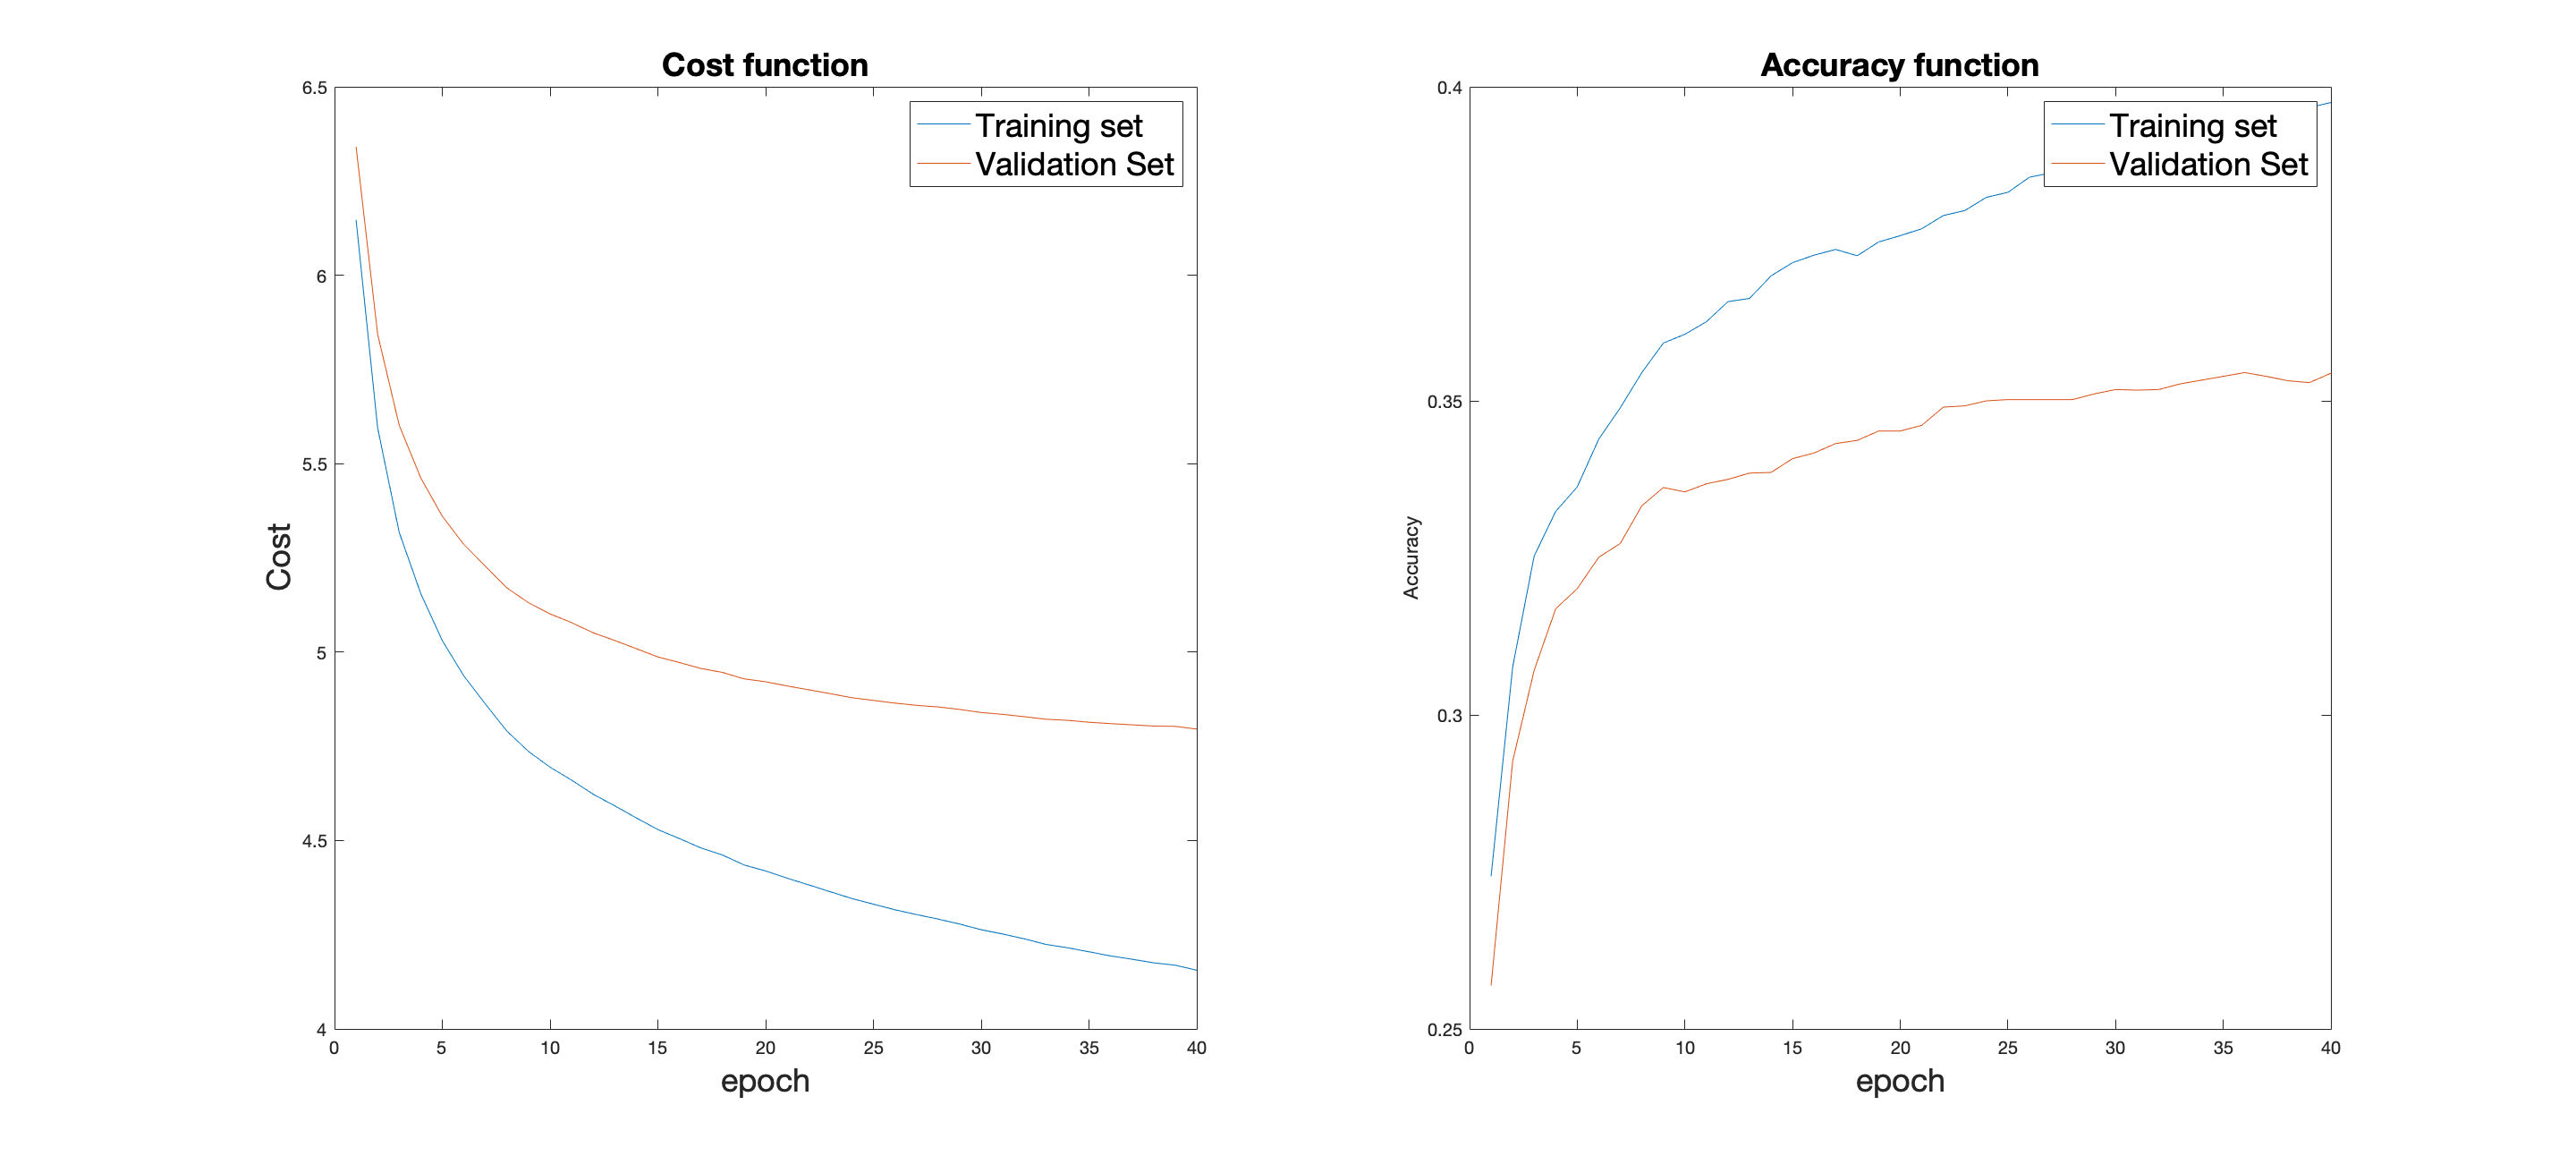 Cost function
6.5
6
5.5
5
4.5
4
Cost
Training set
Validation Set
0 5 10 15 20 25 30 35 40
epoch
Accuracy function
0.4
0.35
0.3
0.25
Accuracy
Training set
Validation Set
0 5 10 15 20 25 30 35 40
epoch